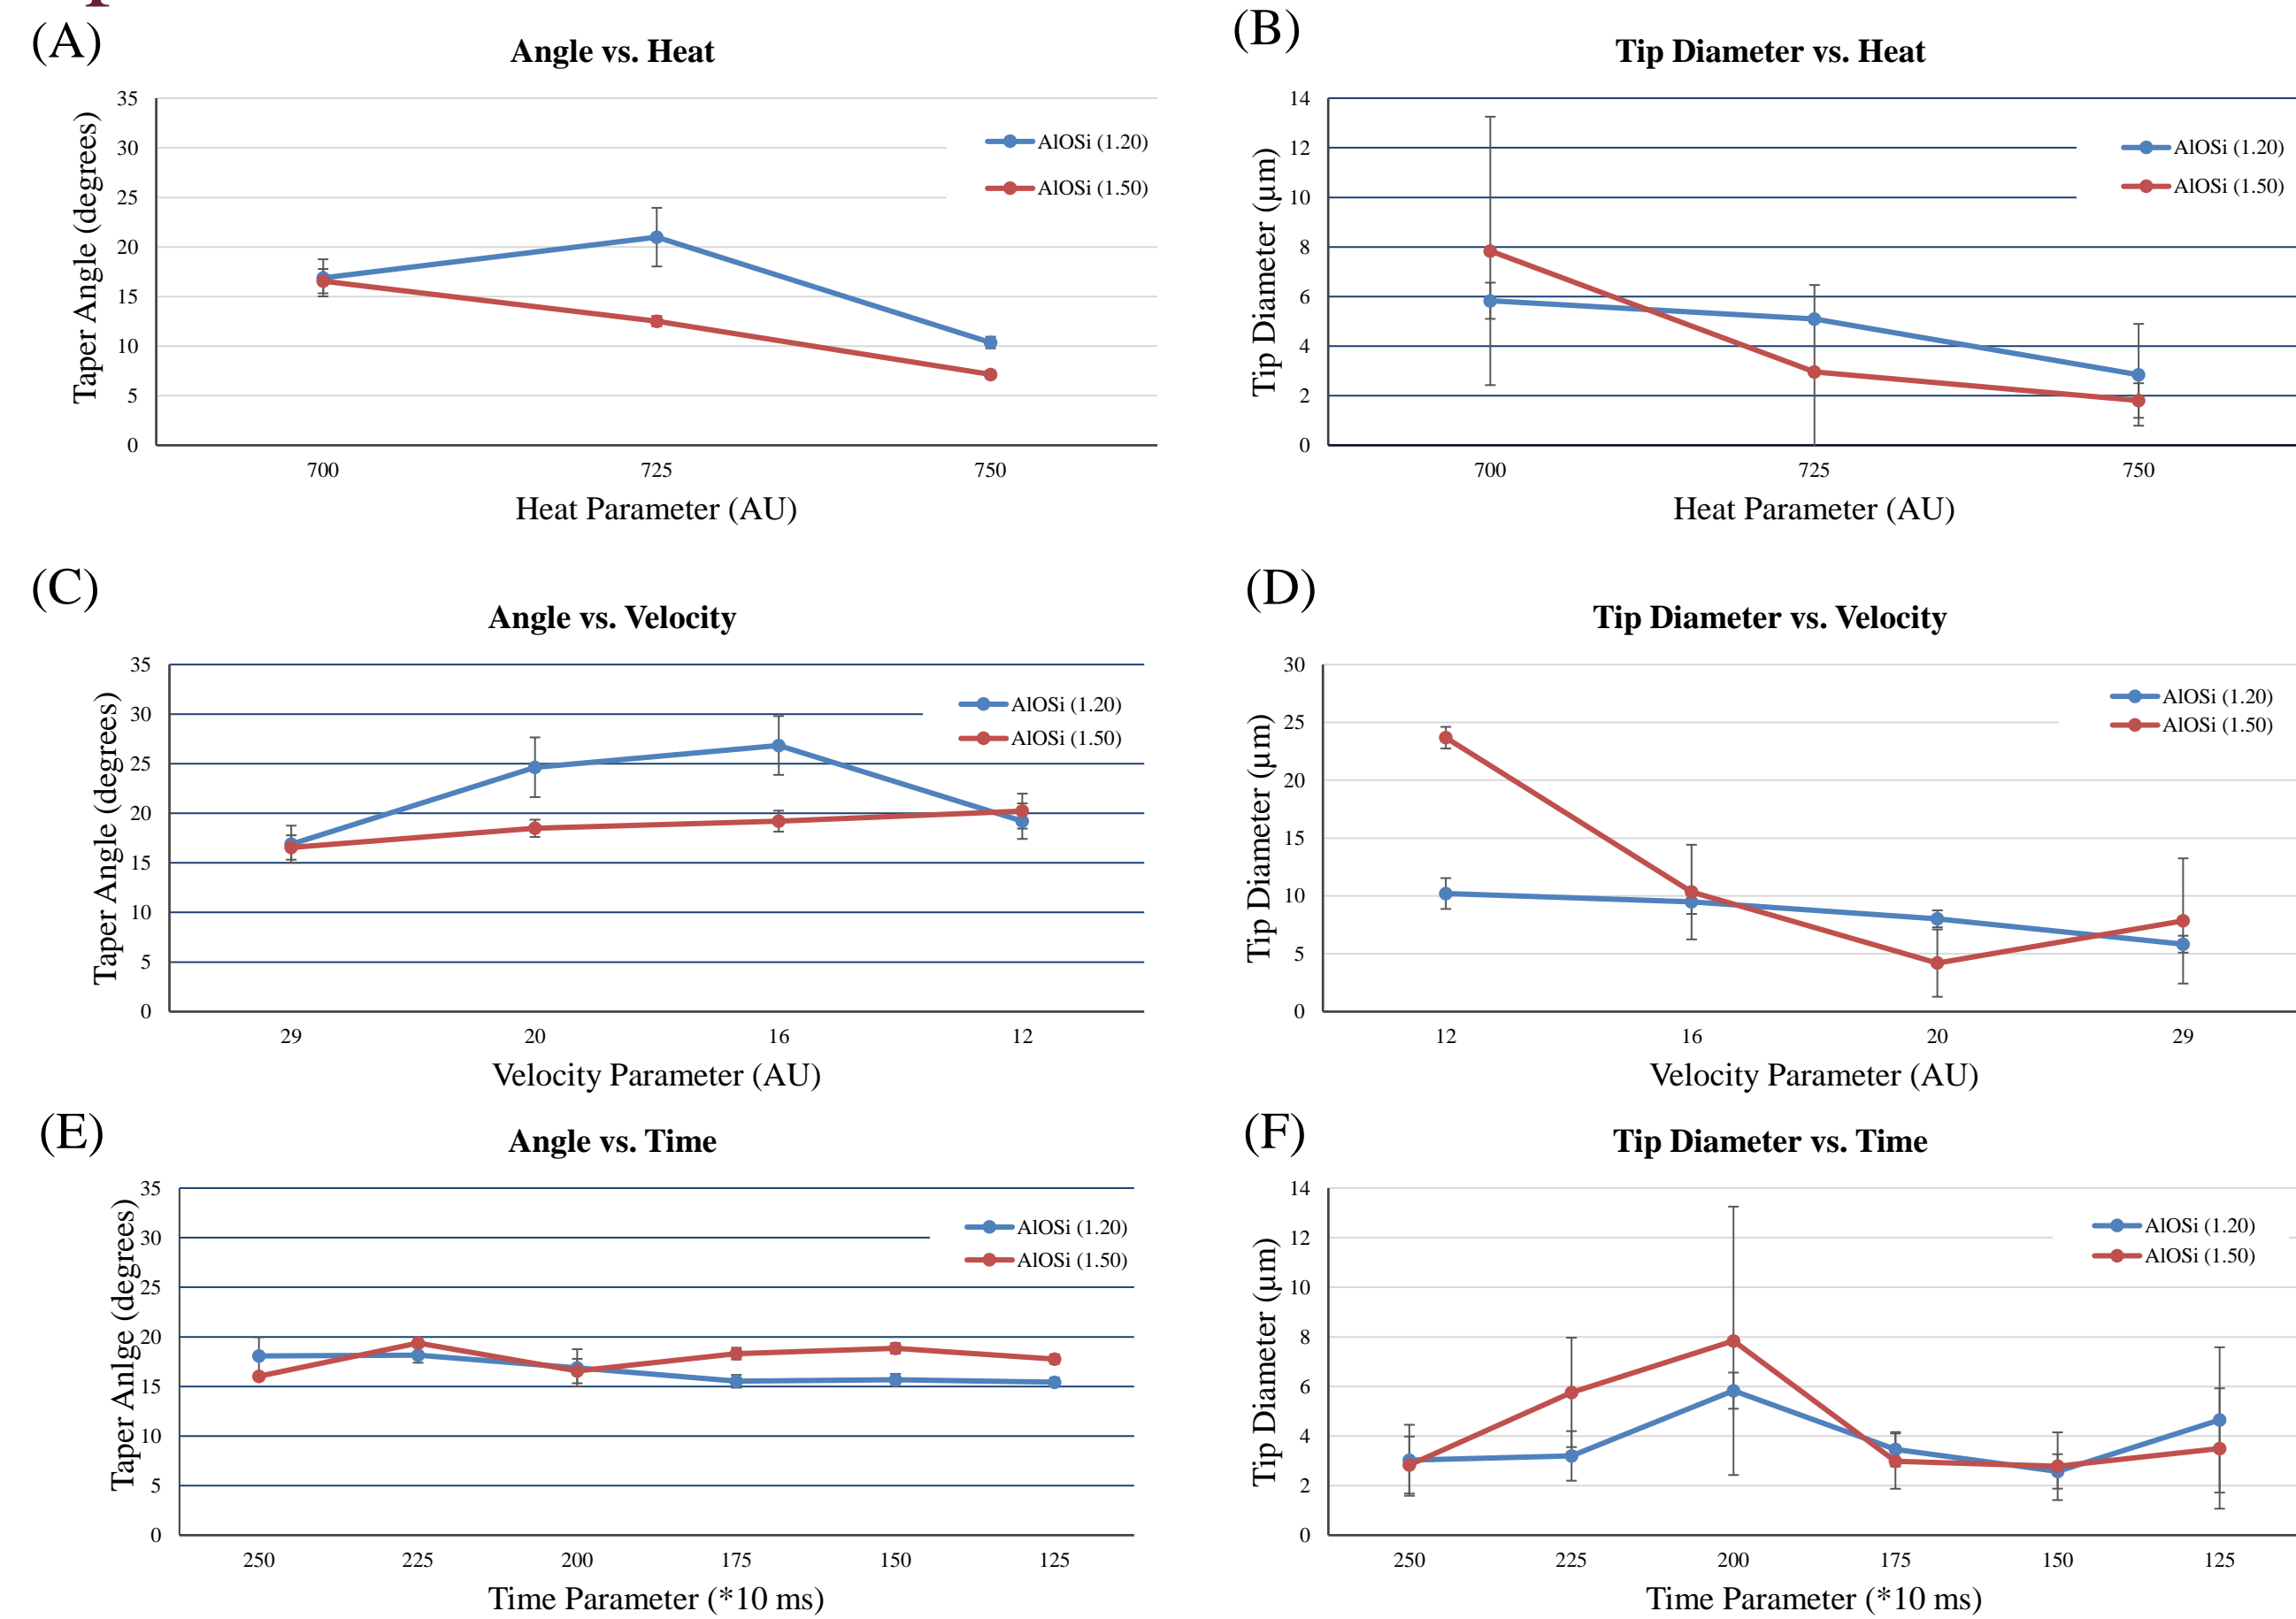 (A)
Angle vs. Heat
35
30
25
20
15
10
5
0
Taper Angle (degrees)
AlOSi (1.20)
AlOSi (1.50)
700 725 750
Heat Parameter (AU)
(B)
Tip Diameter vs. Heat
14
12
10
8
6
4
2
0
Tip Diameter (µm)
AlOSi (1.20)
AlOSi (1.50)
700 725 750
Heat Parameter (AU)
(C)
Angle vs. Velocity
35
30
25
20
15
10
5
0
Taper Angle (degrees)
AlOSi (1.20)
AlOSi (1.50)
29 20 16 12
Velocity Parameter (AU)
(D)
Tip Diameter vs. Velocity
30
25
20
15
10
5
0
Tip Diameter (µm)
AlOSi (1.20)
AlOSi (1.50)
12 16 20 29
Velocity Parameter (AU)
(E)
Angle vs. Time
35
30
25
20
15
10
5
0
Taper Anlge (degrees)
AlOSi (1.20)
AlOSi (1.50)
250 225 200 175 150 125
Time Parameter (*10 ms)
(F)
Tip Diameter vs. Time
14
12
10
8
6
4
2
0
Tip Diameter (µm)
AlOSi (1.20)
AlOSi (1.50)
250 225 200 175 150 125
Time Parameter (*10 ms)